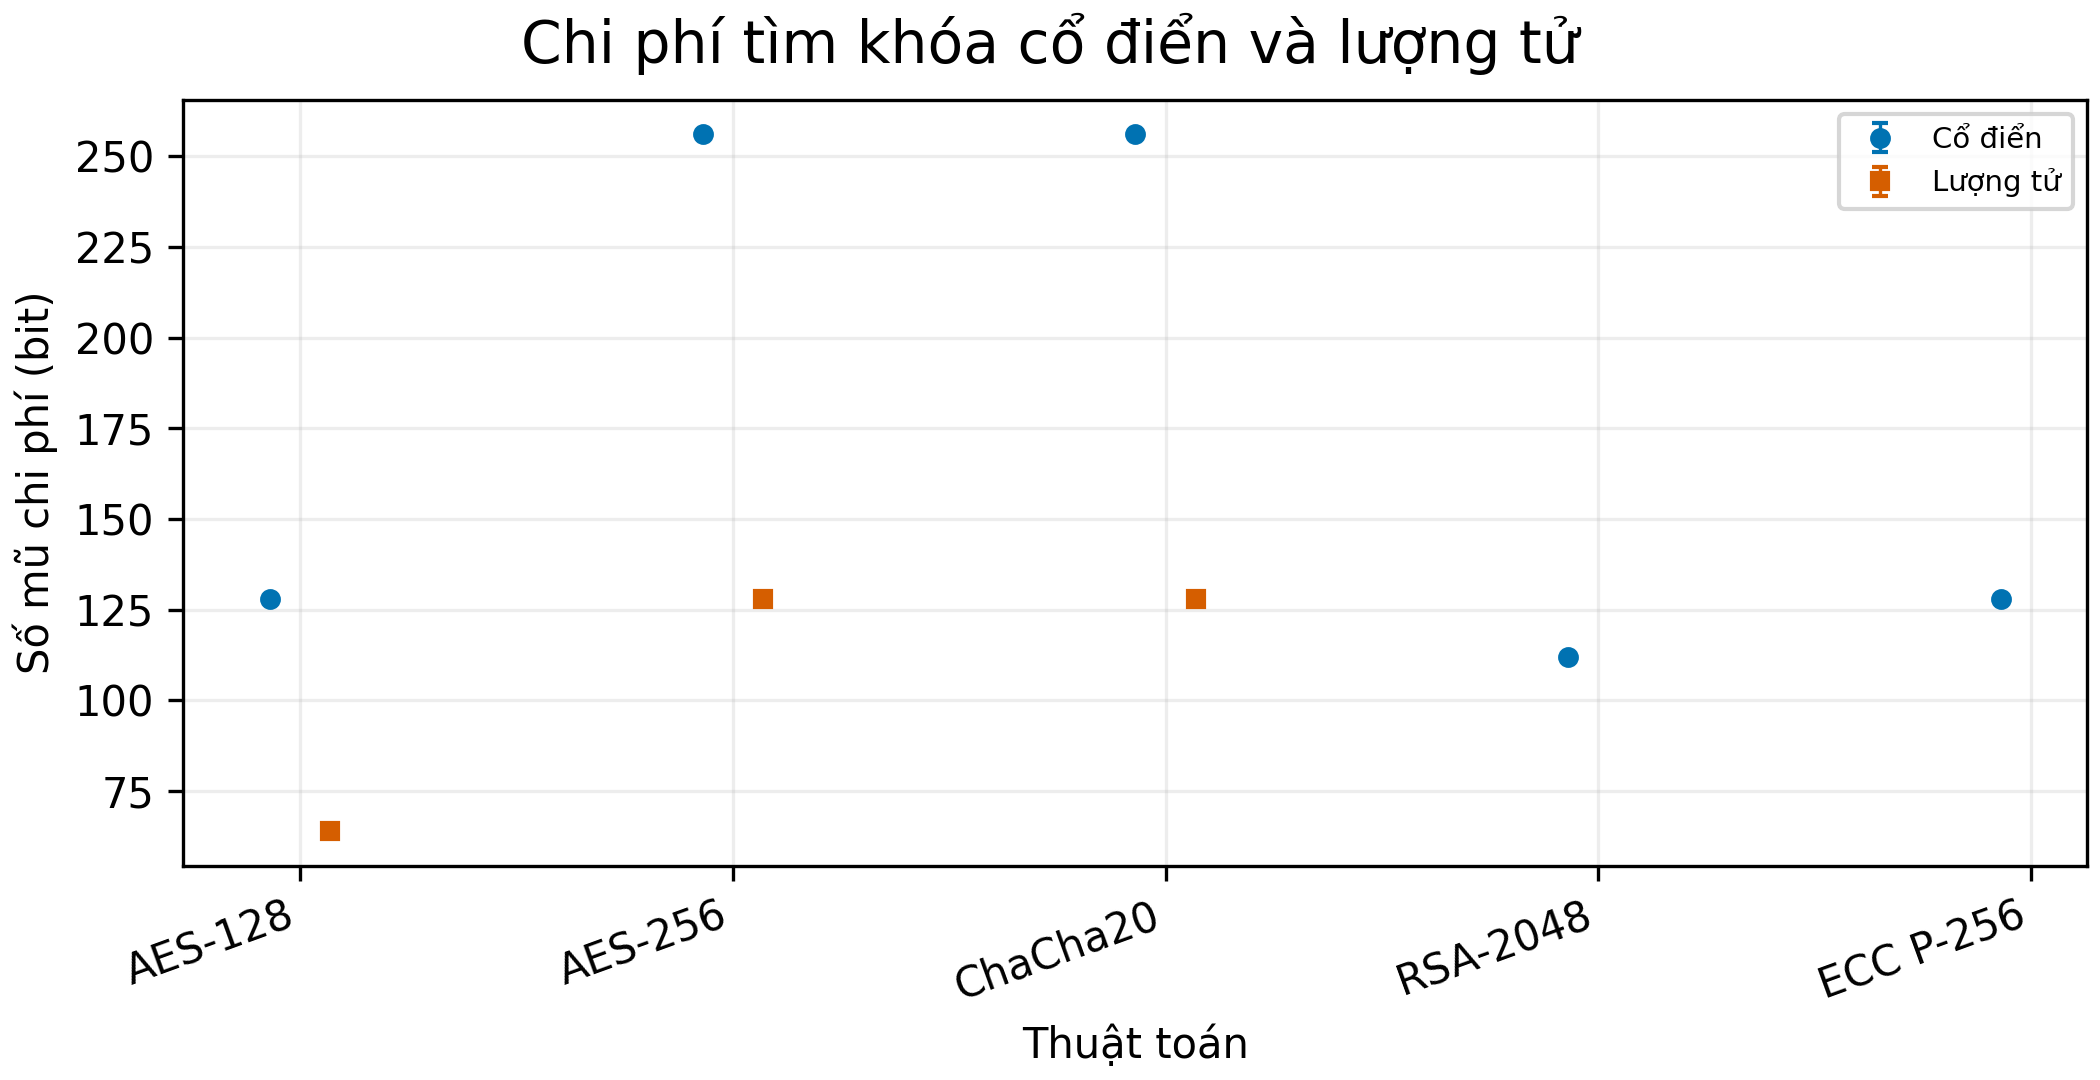 Chi phí tìm khóa cổ điển và lượng tử
Cổ điển
Lượng tử
Số mũ chi phí (bit)
250
225
200
175
150
125
100
75
AES-128
AES-256
ChaCha20
RSA-2048
ECC P-256
Thuật toán